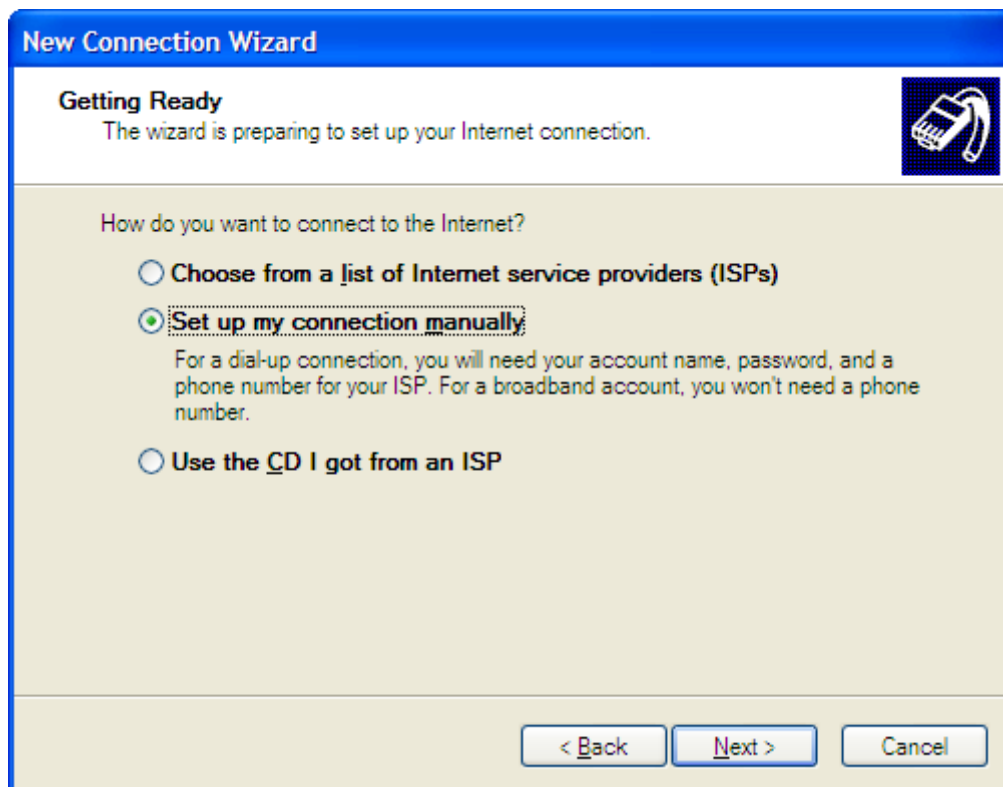 New Connection Wizard
Getting Ready
The wizard is preparing to set up your Internet connection.
How do you want to connect to the Internet?
Choose from a list of Internet service providers (ISPs)
Set up my connection manually
For a dial-up connection, you will need your account name, password, and a
phone number for your ISP. For a broadband account, you won't need a phone
number.
Use the CD I got from an ISP
< Back Next > Cancel